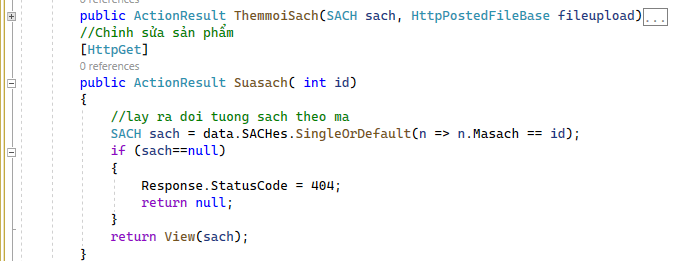 0 references
public ActionResult ThemmoiSach(SACH sach, HttpPostedFileBase fileupload)...
//Chỉnh sửa sản phẩm
[HttpGet]
0 references
public ActionResult Suasach( int id)
{
//lay ra doi tuong sach theo ma
SACH sach = data.SACHes.SingleOrDefault(n => n.Masach == id);
if (sach==null)
{
Response.StatusCode = 404;
return null;
}
return View(sach);
}